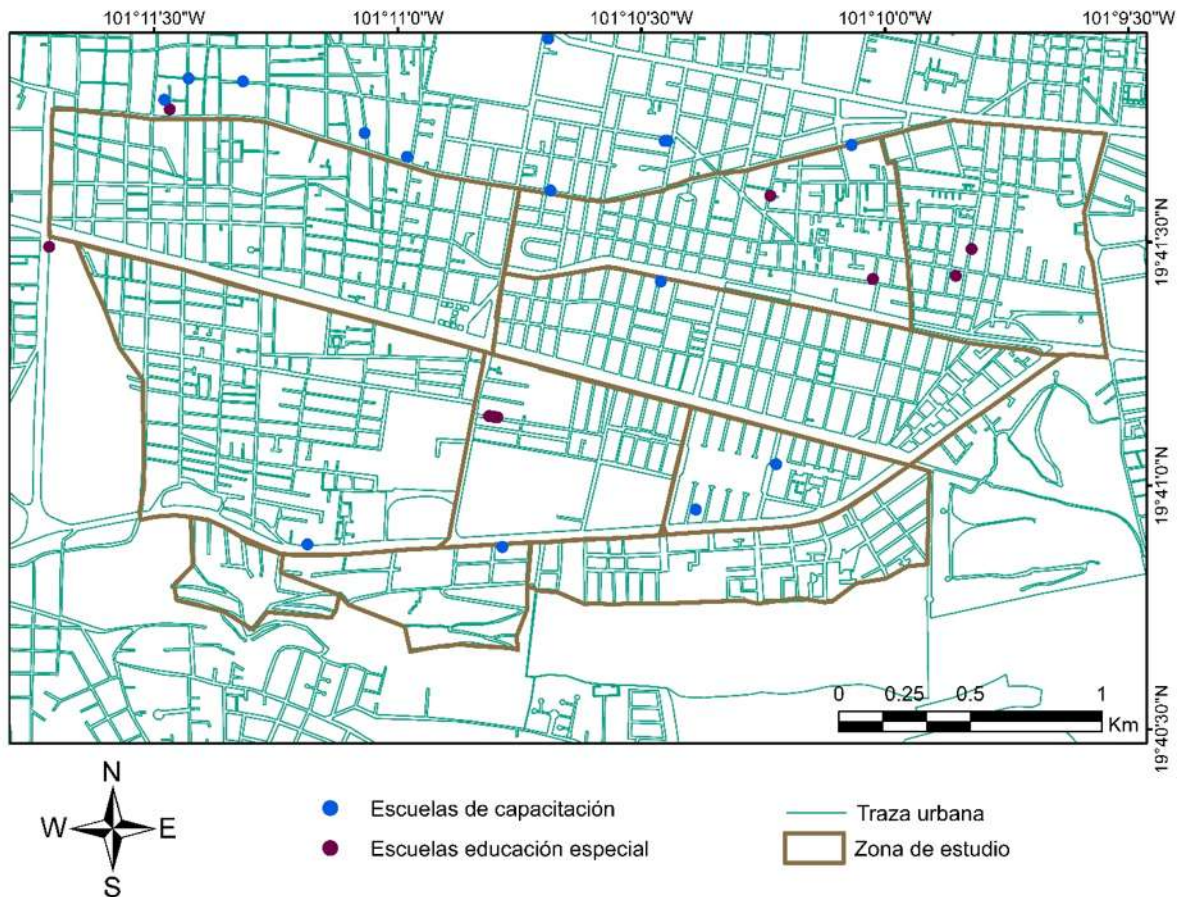 101°11'30"W 101°11'0"W 101°10'30"W 101°10'0"W 101°9'30"W
19°41'30"N
19°41'0"N
19°40'30"N
0 0.25 0.5 1
Km
N
W E
S
Escuelas de capacitación
Escuelas educación especial
Traza urbana
Zona de estudio